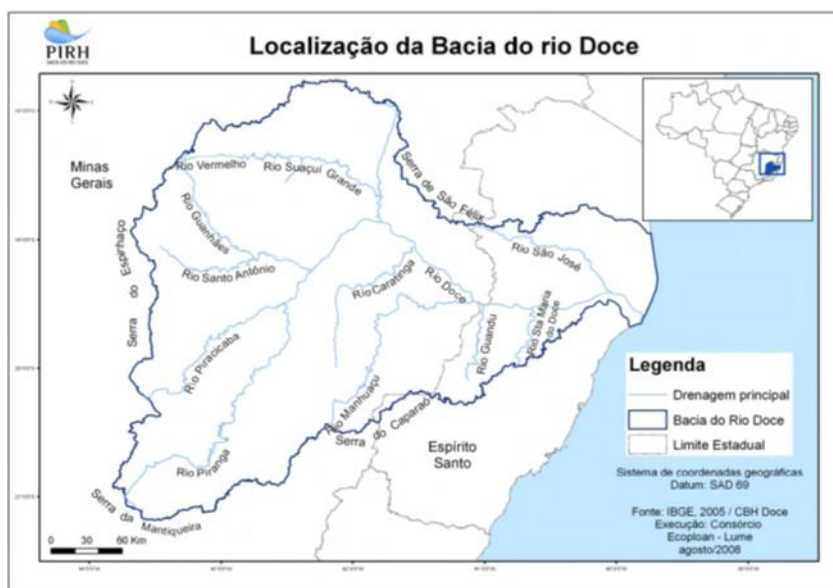 PIRH
BACIA DO RIO DOCE
Localização da Bacia do rio Doce
Minas
Gerais
Rio Vermelho
Rio Suaçuí Grande
Serra de São Félix
Rio Guanhães
Rio São José
Serra do Espinhaço
Rio Santo Antônio
Rio Caratinga
Rio Doce
Rio Guandu
Rio Sta Maria
do Doce
Rio Piracicaba
Rio Manhuaçu
Serra do Caparaó
Rio Piranga
Serra da Mantiqueira
Espírito
Santo
0 30 60 Km
Legenda
Drenagem principal
Bacia do Rio Doce
Limite Estadual
Sistema de coordenadas geográficas
Datum: SAD 69
Fonte: IBGE, 2005 / CBH Doce
Execução: Consórcio
Ecoplan - Lume
agosto/2008